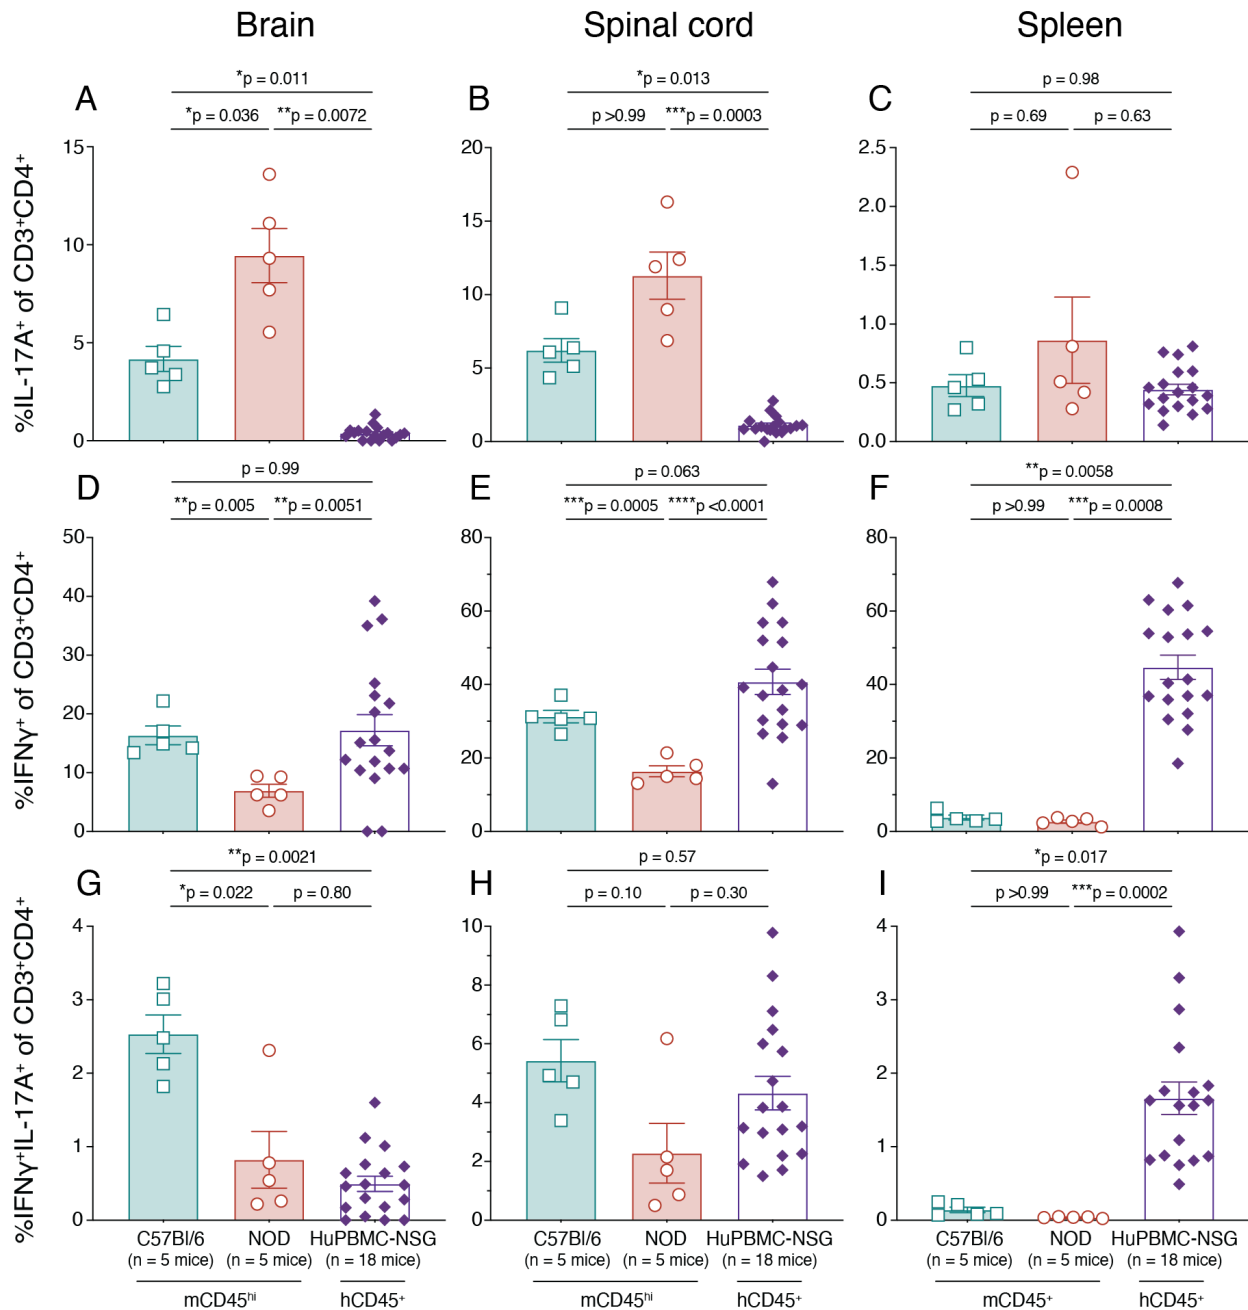 Brain
Spinal cord
Spleen
A
*p = 0.011
*p = 0.036
**p = 0.0072
B
*p = 0.013
p >0.99
***p = 0.0003
C
p = 0.98
p = 0.69
p = 0.63
%IL-17A⁺ of CD3⁺CD4⁺
15
10
5
0
20
15
10
5
0
2.5
2.0
1.5
1.0
0.5
0.0
D
p = 0.99
**p = 0.005
**p = 0.0051
E
p = 0.063
***p = 0.0005
****p <0.0001
F
**p = 0.0058
p >0.99
***p = 0.0008
%IFNγ⁺ of CD3⁺CD4⁺
50
40
30
20
10
0
80
60
40
20
0
80
60
40
20
0
G
**p = 0.0021
*p = 0.022
p = 0.80
H
p = 0.57
p = 0.10
p = 0.30
I
*p = 0.017
p >0.99
***p = 0.0002
%IFNγ⁺IL-17A⁺ of CD3⁺CD4⁺
4
3
2
1
0
10
8
6
4
2
0
4
3
2
1
0
C57Bl/6
(n = 5 mice)
NOD
(n = 5 mice)
HuPBMC-NSG
(n = 18 mice)
mCD45ʰⁱ
hCD45⁺
C57Bl/6
(n = 5 mice)
NOD
(n = 5 mice)
HuPBMC-NSG
(n = 18 mice)
mCD45ʰⁱ
hCD45⁺
C57Bl/6
(n = 5 mice)
NOD
(n = 5 mice)
HuPBMC-NSG
(n = 18 mice)
mCD45⁺
hCD45⁺